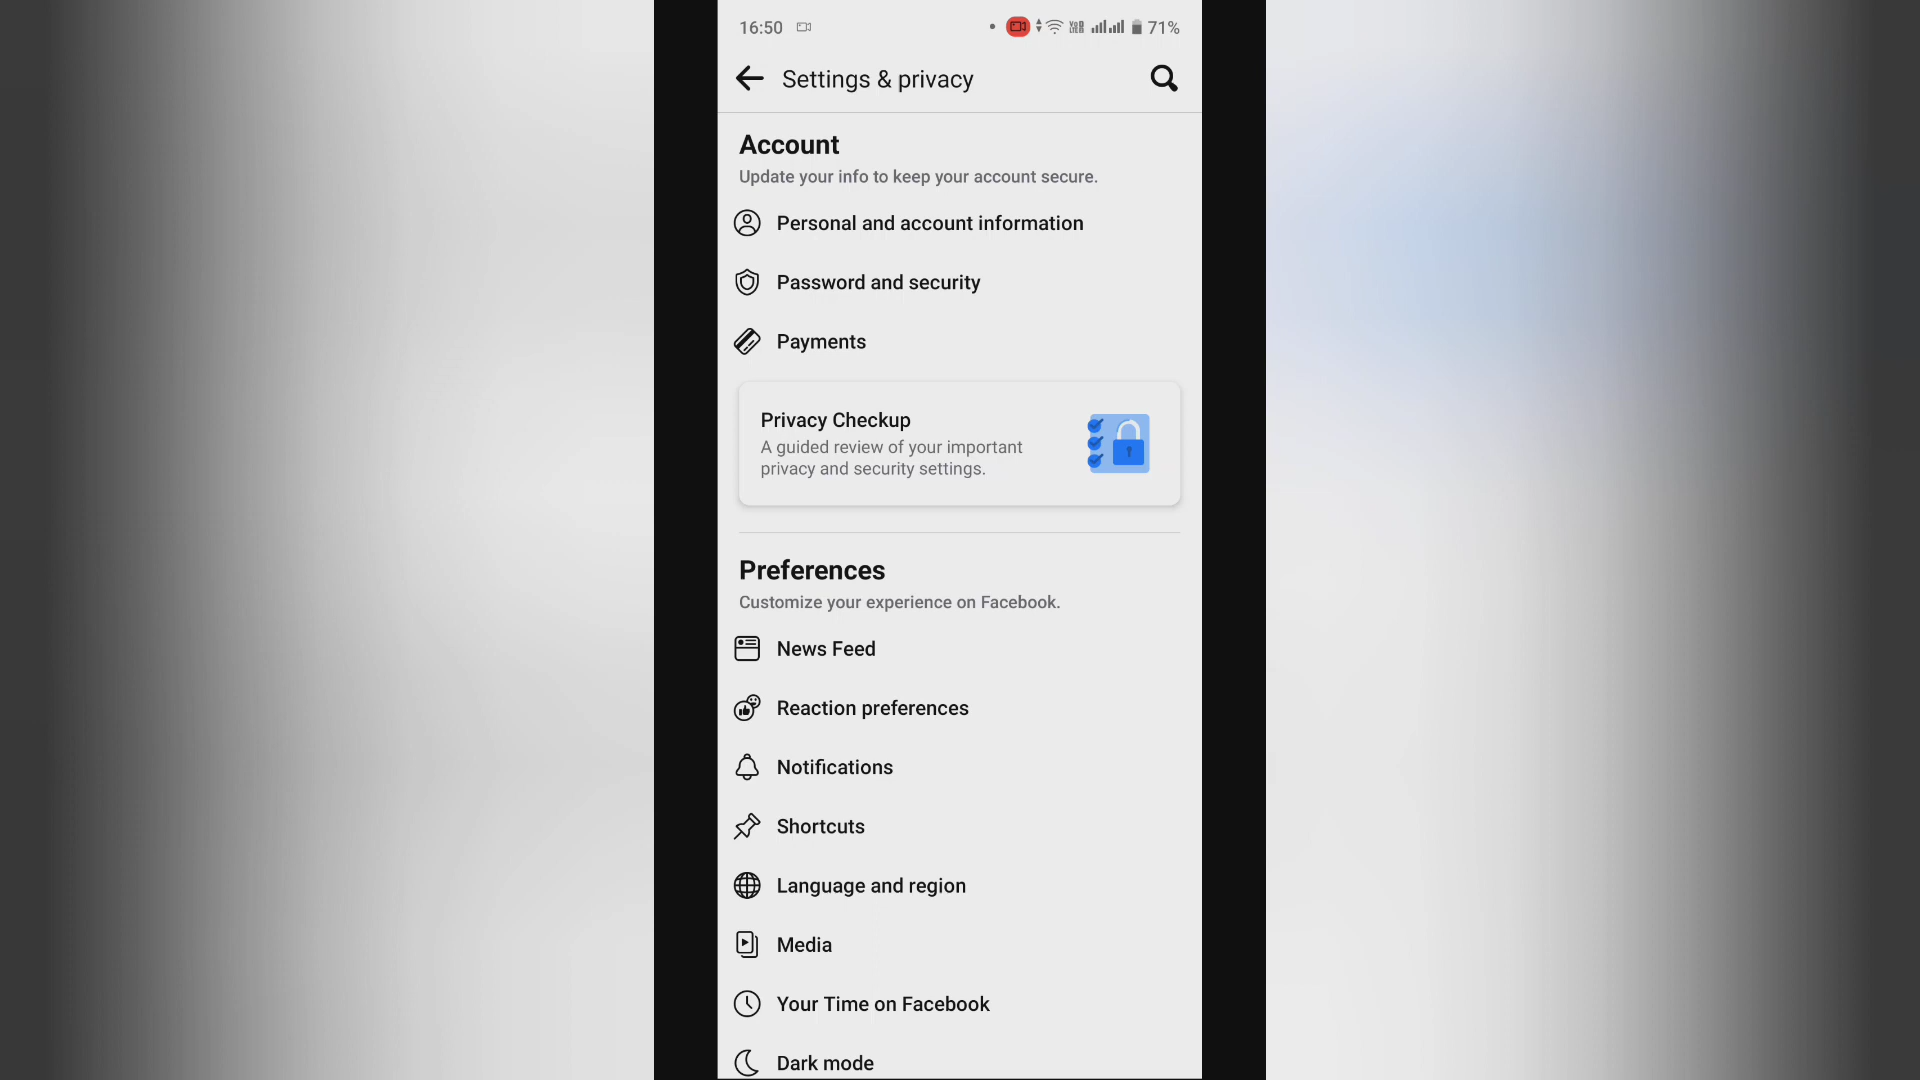 16:50
71%
Settings & privacy
Account
Update your info to keep your account secure.
Personal and account information
Password and security
Payments
Privacy Checkup
A guided review of your important
privacy and security settings.
Preferences
Customize your experience on Facebook.
News Feed
Reaction preferences
Notifications
Shortcuts
Language and region
Media
Your Time on Facebook
Dark mode